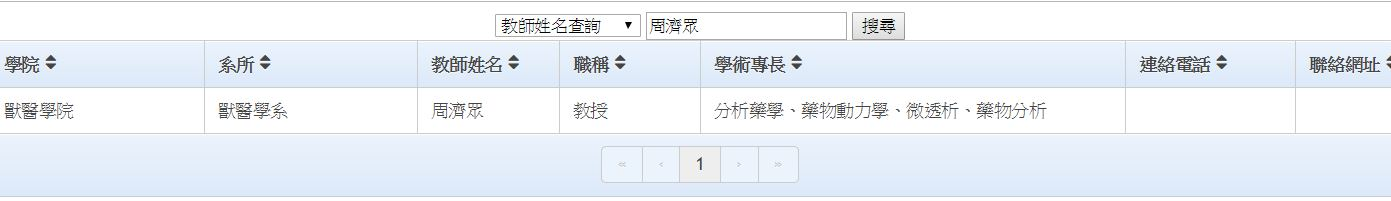 教師姓名查詢 周濟眾 搜尋
學院 系所 教師姓名 職稱 學術專長 連絡電話 聯絡網址
獸醫學院 獸醫學系 周濟眾 教授 分析藥學、藥物動力學、微透析、藥物分析
« ‹ 1 › »